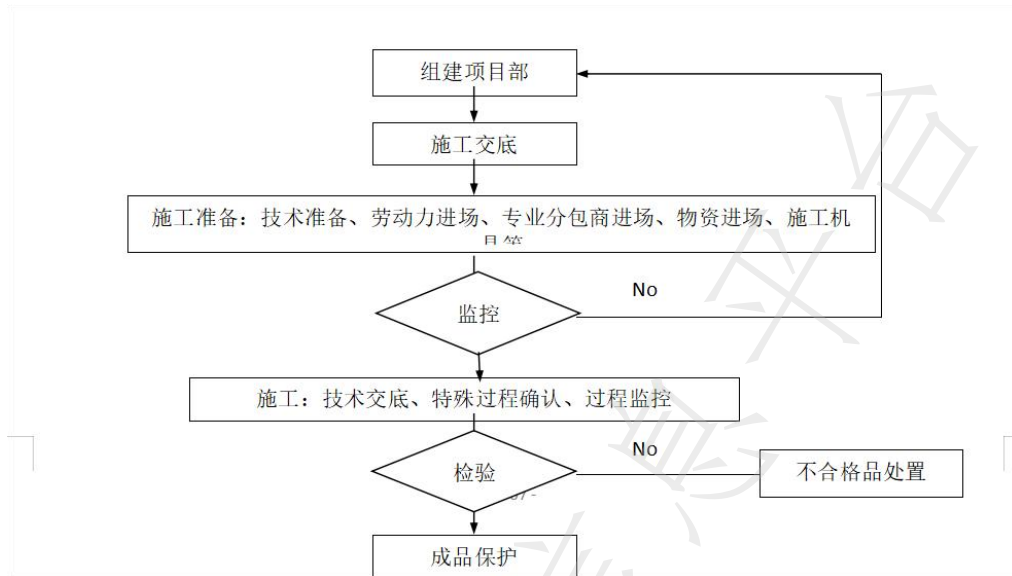 组建项目部
施工交底
施工准备：技术准备、劳动力进场、专业分包商进场、物资进场、施工机
具等
No
监控
施工：技术交底、特殊过程确认、过程监控
No
检验
不合格品处置
成品保护